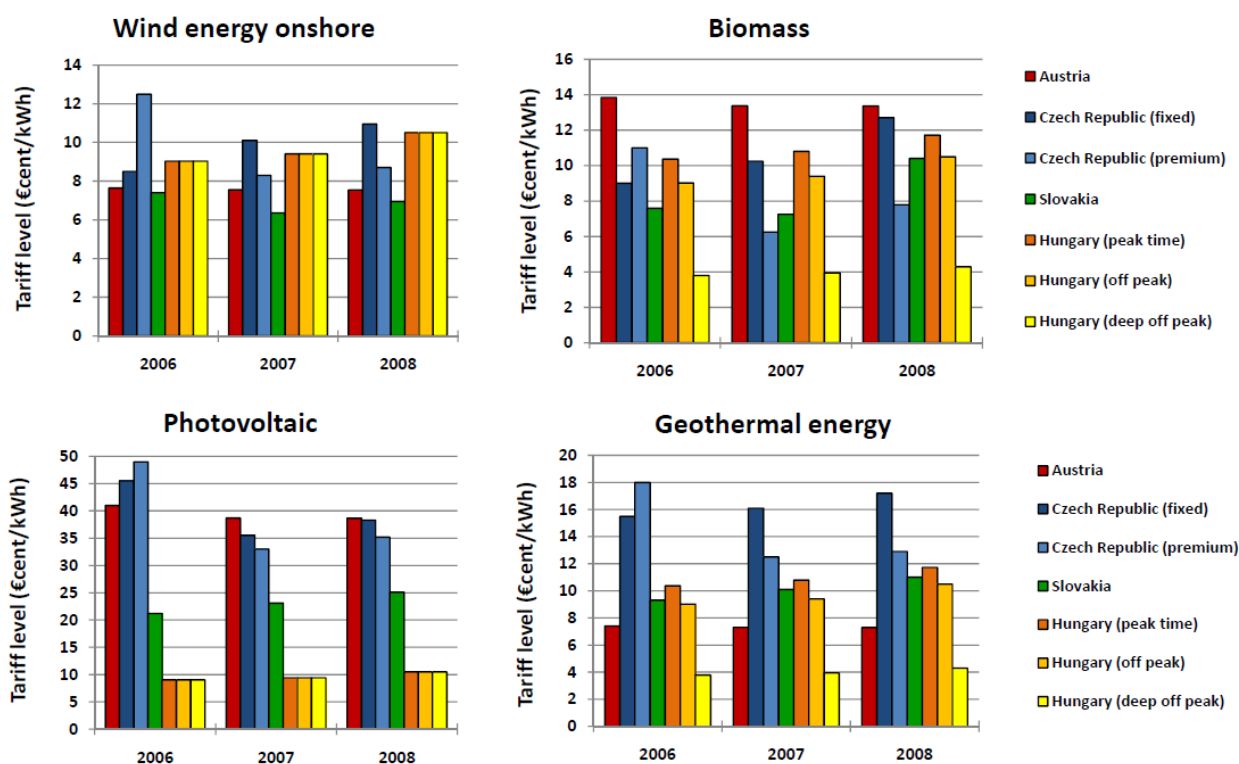 Wind energy onshore
Tariff level (€cent/kWh)
14
12
10
8
6
4
2
0
2006 2007 2008
Biomass
Tariff level (€cent/kWh)
16
14
12
10
8
6
4
2
0
2006 2007 2008
Austria
Czech Republic (fixed)
Czech Republic (premium)
Slovakia
Hungary (peak time)
Hungary (off peak)
Hungary (deep off peak)
Photovoltaic
Tariff level (€cent/kWh)
50
45
40
35
30
25
20
15
10
5
0
2006 2007 2008
Geothermal energy
Tariff level (€cent/kWh)
20
18
16
14
12
10
8
6
4
2
0
2006 2007 2008
Austria
Czech Republic (fixed)
Czech Republic (premium)
Slovakia
Hungary (peak time)
Hungary (off peak)
Hungary (deep off peak)